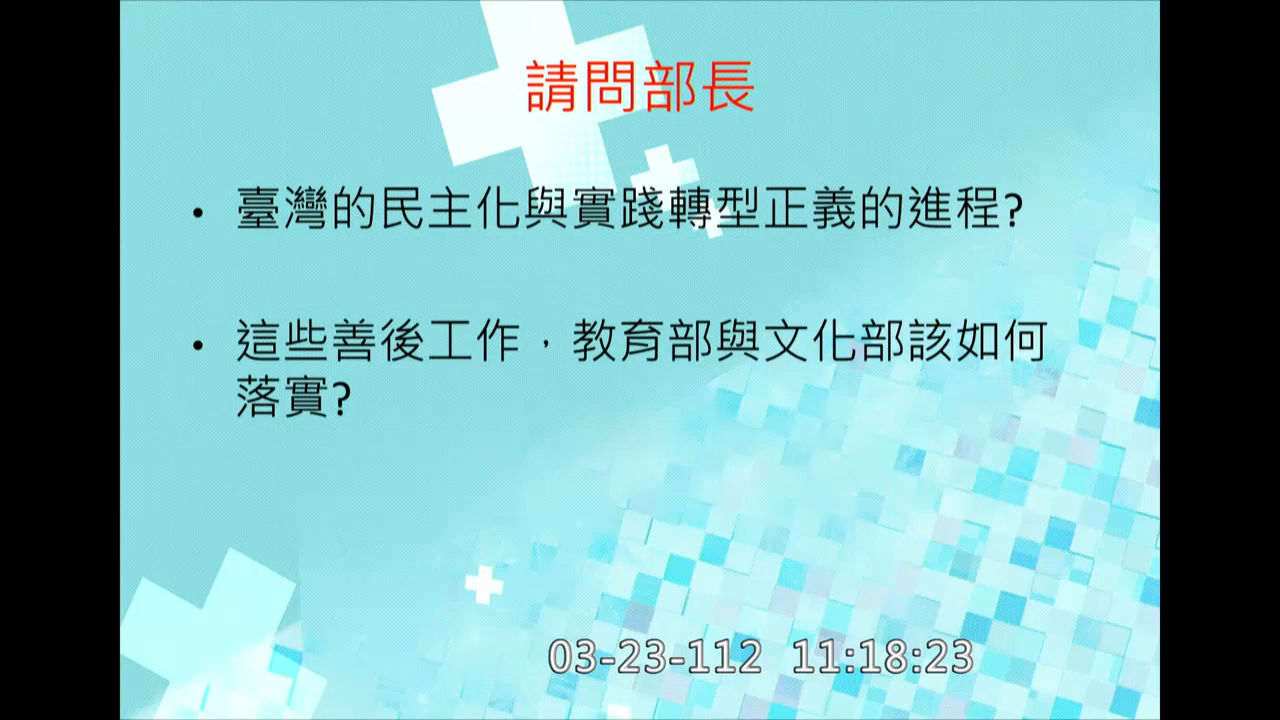 請問部長
• 臺灣的民主化與實踐轉型正義的進程?
• 這些善後工作，教育部與文化部該如何
落實?
03-23-112 11:18:23